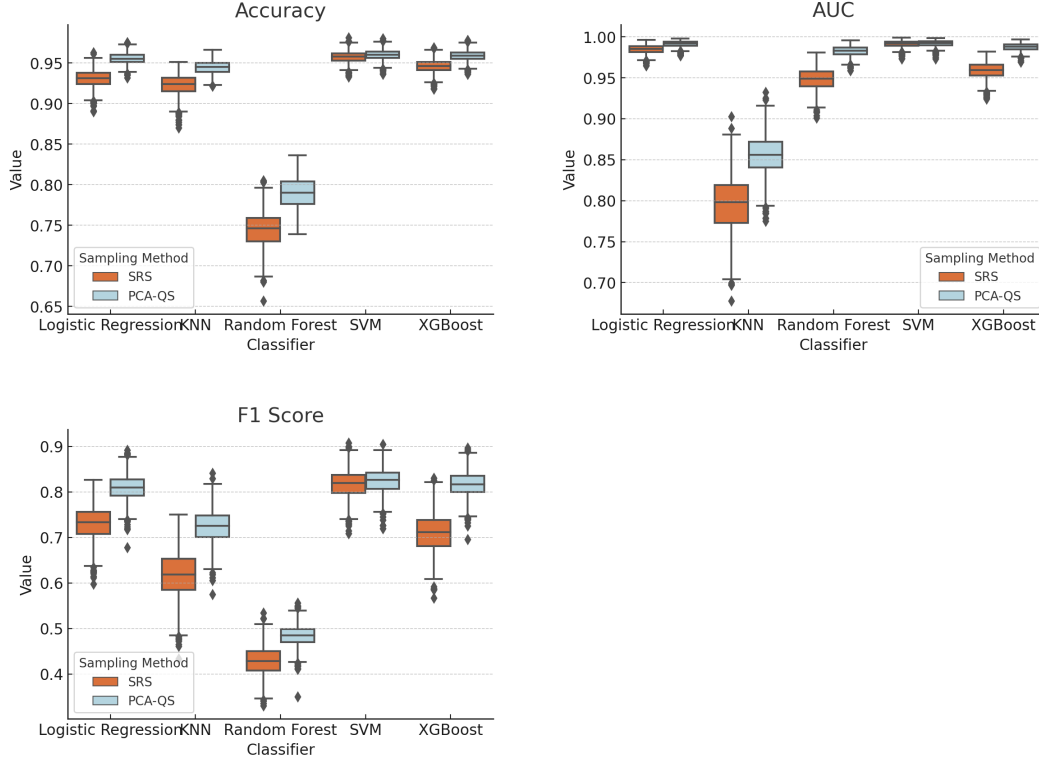 Accuracy
Value
0.95
0.90
0.85
0.80
0.75
0.70
0.65
Sampling Method
SRS
PCA-QS
Logistic Regression KNN Random Forest SVM XGBoost
Classifier
AUC
Value
1.00
0.95
0.90
0.85
0.80
0.75
0.70
Sampling Method
SRS
PCA-QS
Logistic Regression KNN Random Forest SVM XGBoost
Classifier
F1 Score
Value
0.9
0.8
0.7
0.6
0.5
0.4
Sampling Method
SRS
PCA-QS
Logistic Regression KNN Random Forest SVM XGBoost
Classifier